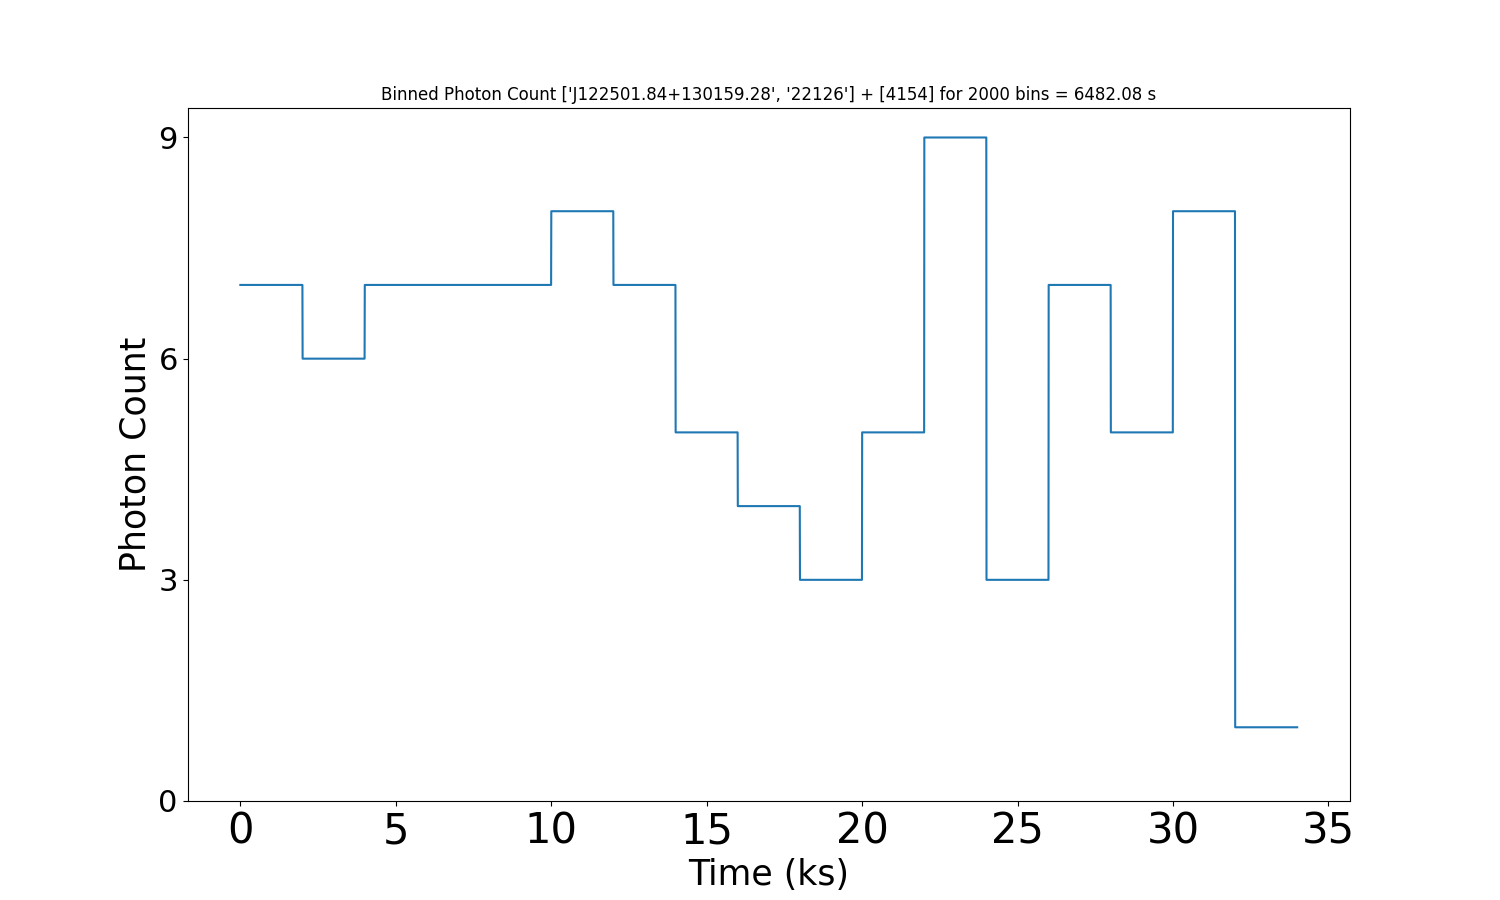 Binned Photon Count ['J122501.84+130159.28', '22126'] + [4154] for 2000 bins = 6482.08 s
9
6
3
0
Photon Count
0 5 10 15 20 25 30 35
Time (ks)